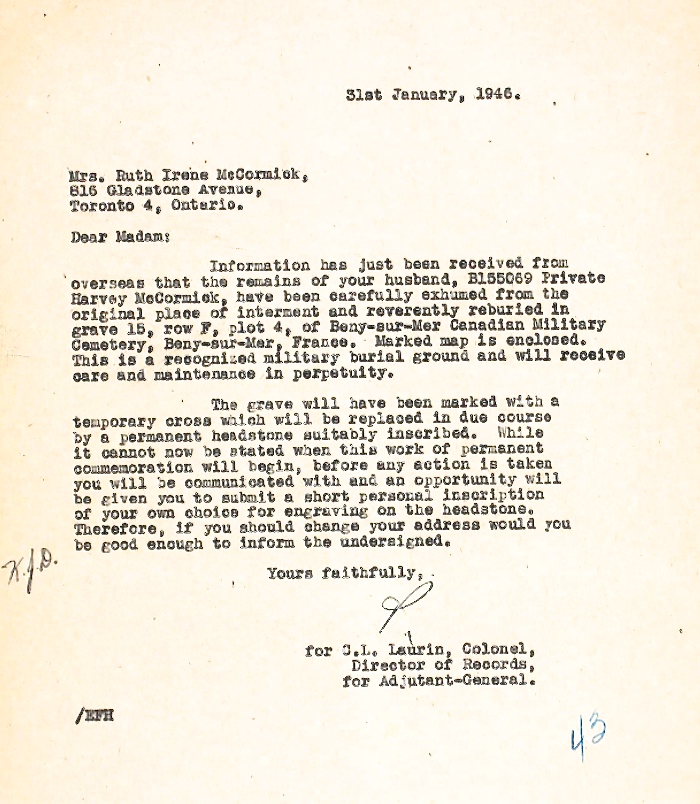 31st January, 1946.
Mrs. Ruth Irene McCormick,
816 Gladstone Avenue,
Toronto 4, Ontario.
Dear Madam:
Information has just been received from
overseas that the remains of your husband, B155069 Private
Harvey McCormick, have been carefully exhumed from the
original place of interment and reverently reburied in
grave 15, row F, plot 4, of Beny-sur-Mer Canadian Military
Cemetery, Beny-sur-Mer, France. Marked map is enclosed.
This is a recognized military burial ground and will receive
care and maintenance in perpetuity.
The grave will have been marked with a
temporary cross which will be replaced in due course
by a permanent headstone suitably inscribed. While
it cannot now be stated when this work of permanent
commemoration will begin, before any action is taken
you will be communicated with and an opportunity will
be given you to submit a short personal inscription
of your own choice for engraving on the headstone.
Therefore, if you should change your address would you
be good enough to inform the undersigned.
H.J.D.
Yours faithfully,
for C.L. Laurin, Colonel,
Director of Records,
for Adjutant-General.
/EFH
43